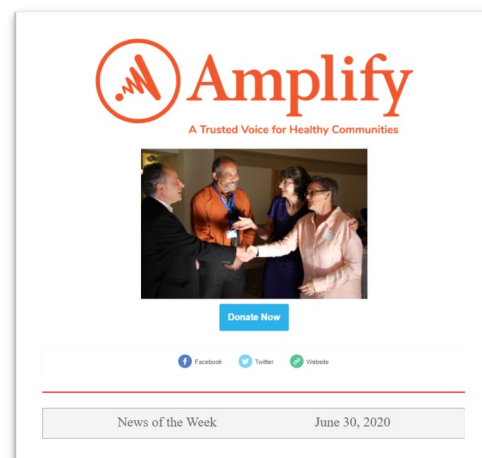 Amplify
A Trusted Voice for Healthy Communities
Donate Now
Facebook Twitter Website
News of the Week June 30, 2020